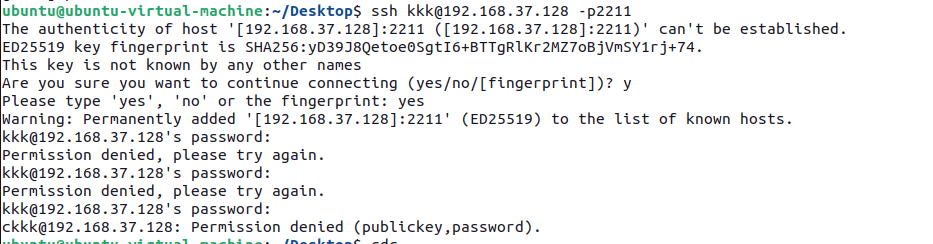 ubuntu@ubuntu-virtual-machine:~/Desktop$ ssh kkk@192.168.37.128 -p2211
The authenticity of host '[192.168.37.128]:2211 ([192.168.37.128]:2211)' can't be established.
ED25519 key fingerprint is SHA256:yD39J8Qetoe0SgtI6+BTTgRlKr2MZ7oBjVmSY1rj+74.
This key is not known by any other names
Are you sure you want to continue connecting (yes/no/[fingerprint])? y
Please type 'yes', 'no' or the fingerprint: yes
Warning: Permanently added '[192.168.37.128]:2211' (ED25519) to the list of known hosts.
kkk@192.168.37.128's password:
Permission denied, please try again.
kkk@192.168.37.128's password:
Permission denied, please try again.
kkk@192.168.37.128's password:
ckkk@192.168.37.128: Permission denied (publickey,password).
ubuntu@ubuntu-virtual-machine:~/Desktop$